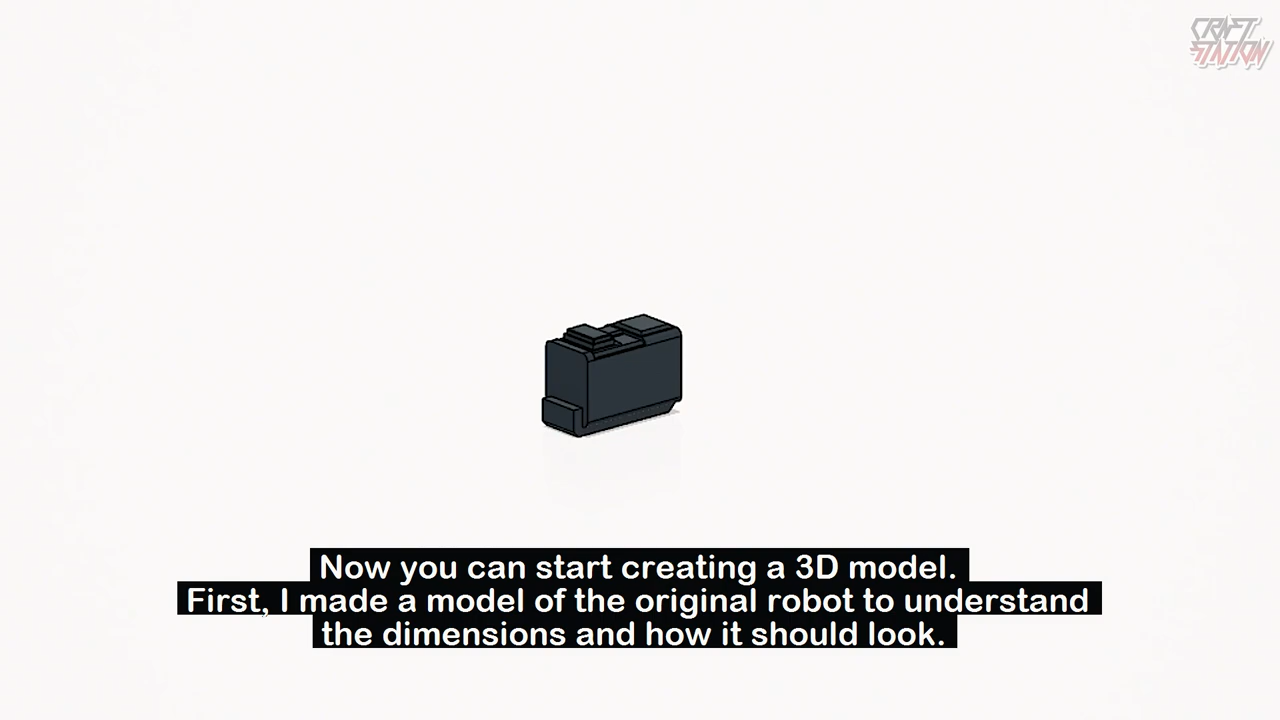 CRAFT
STATION
Now you can start creating a 3D model.
First, I made a model of the original robot to understand
the dimensions and how it should look.